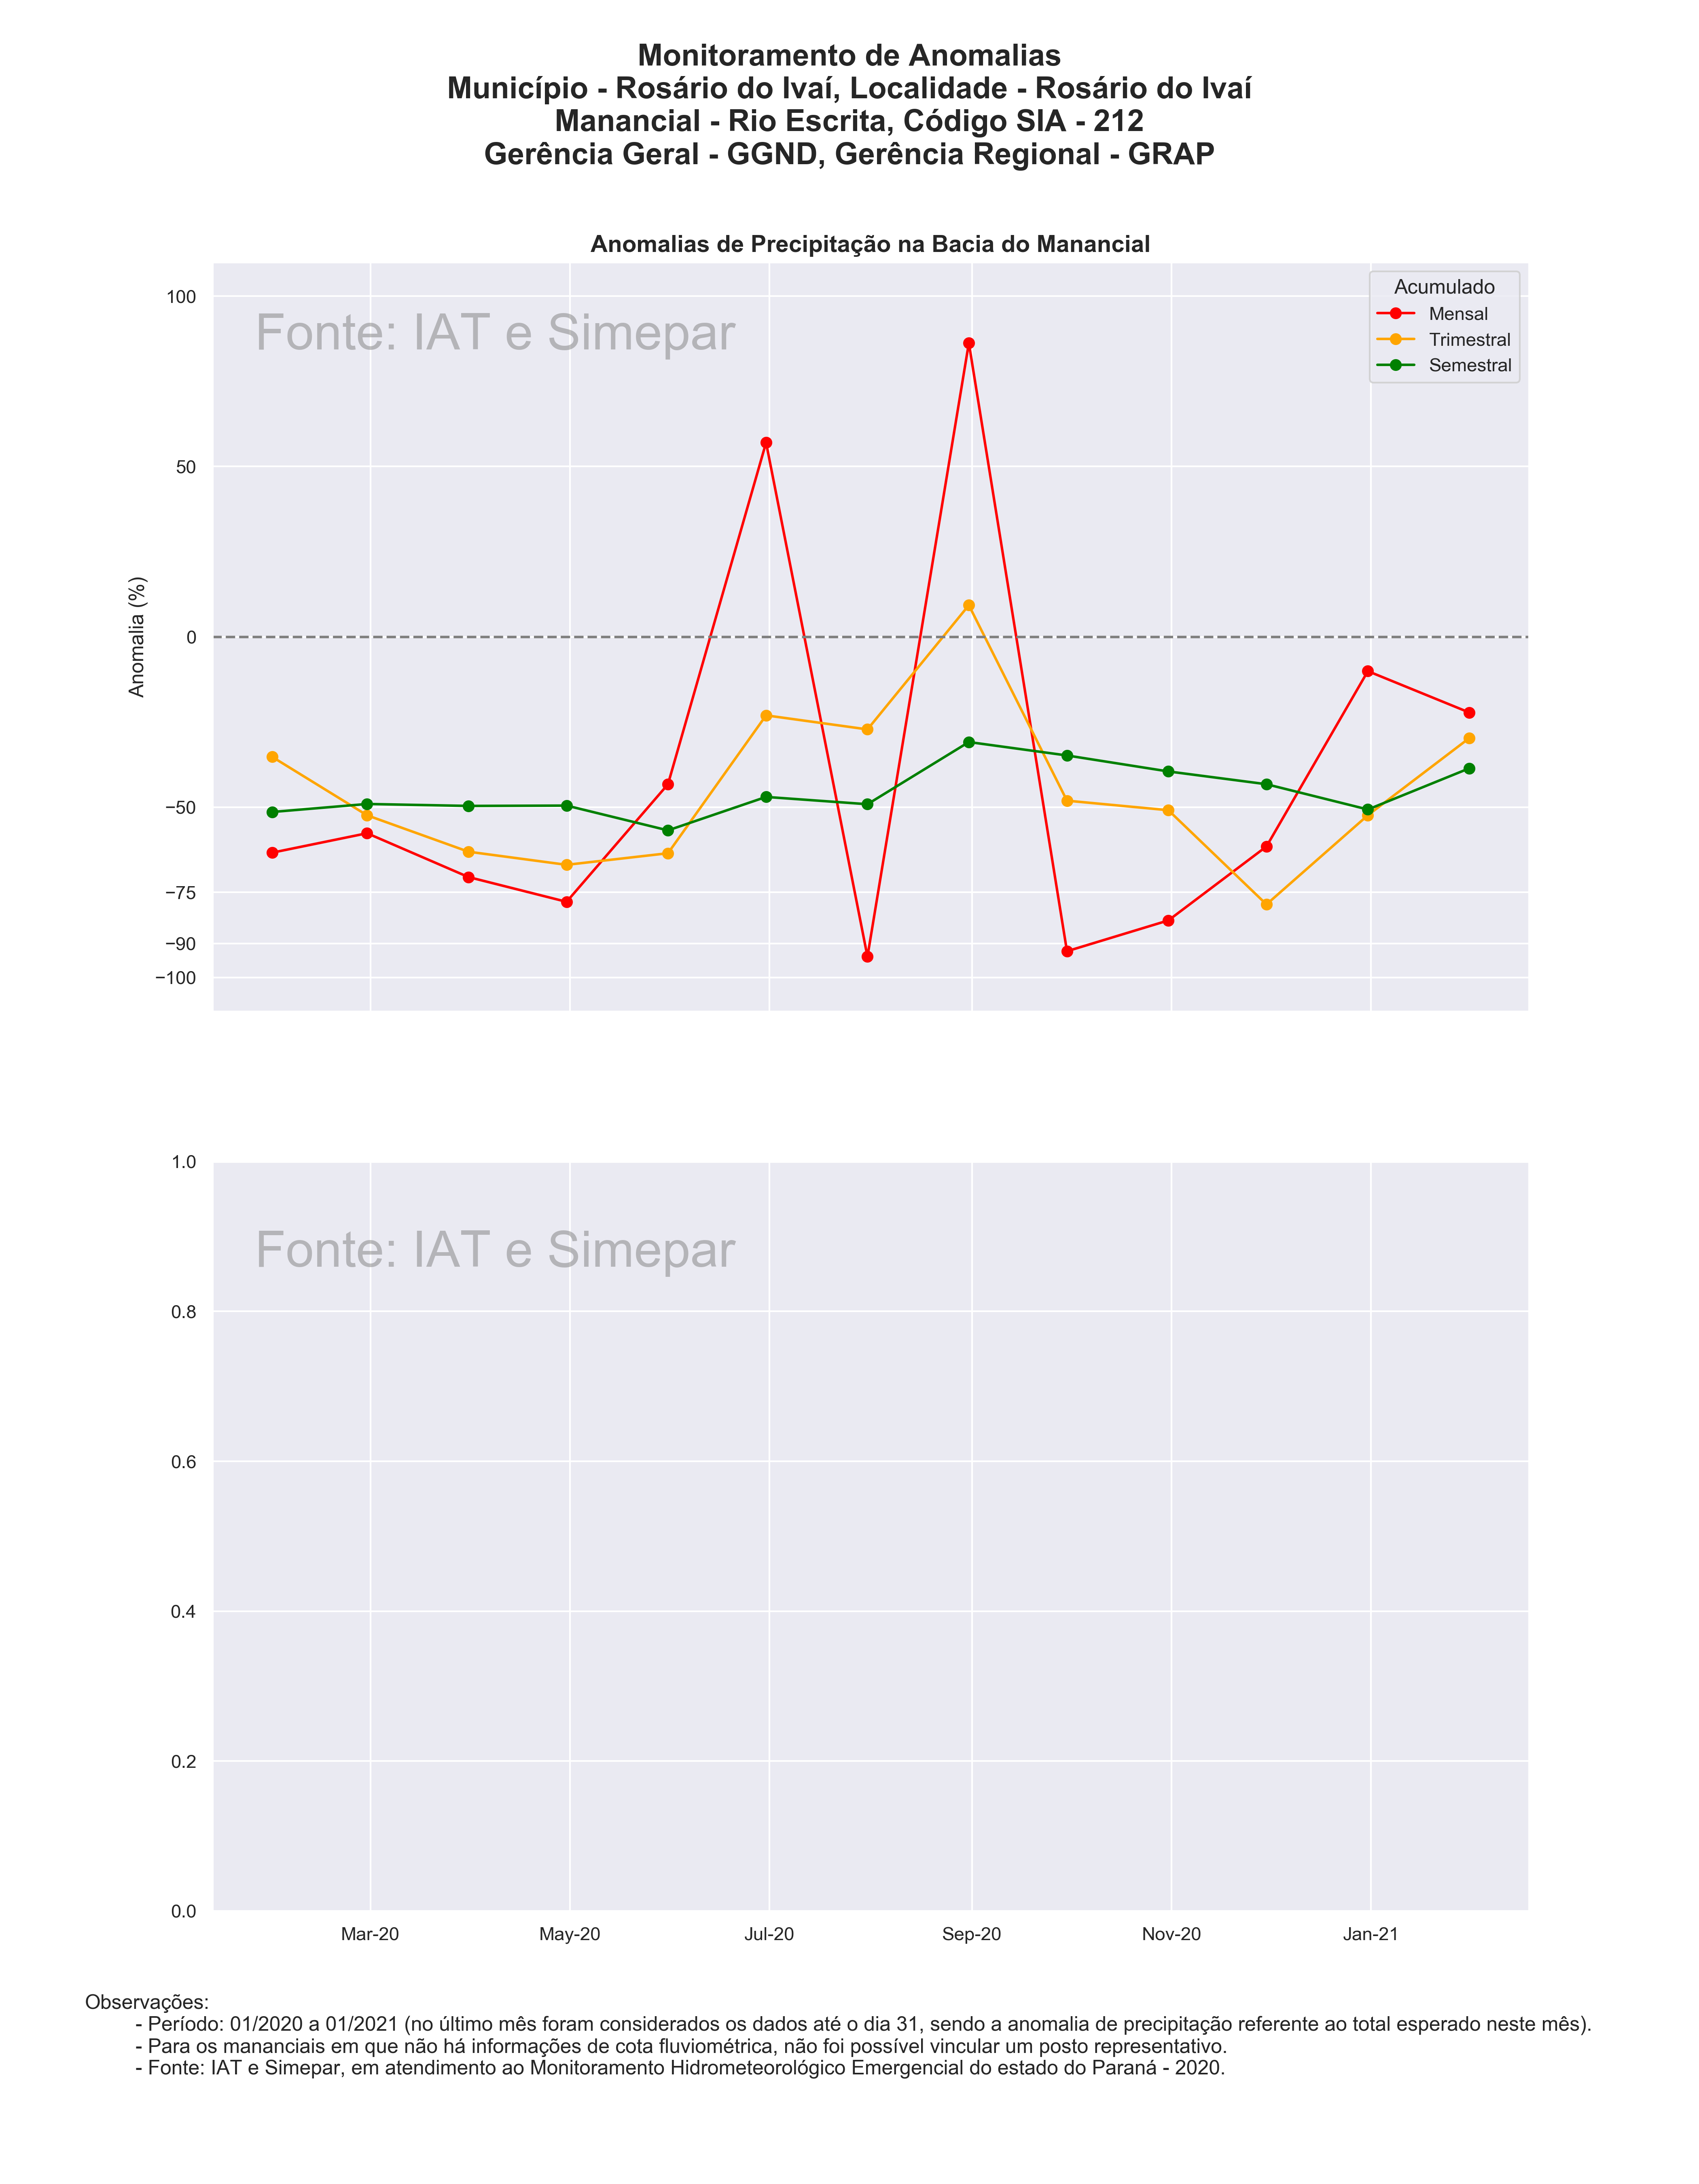 Monitoramento de Anomalias
Município - Rosário do Ivaí, Localidade - Rosário do Ivaí
Manancial - Rio Escrita, Código SIA - 212
Gerência Geral - GGND, Gerência Regional - GRAP
Anomalias de Precipitação na Bacia do Manancial
Fonte: IAT e Simepar
Acumulado
Mensal
Trimestral
Semestral
Anomalia (%)
100
50
0
−50
−75
−90
−100
Fonte: IAT e Simepar
1.0
0.8
0.6
0.4
0.2
0.0
Mar-20 May-20 Jul-20 Sep-20 Nov-20 Jan-21
Observações:
- Período: 01/2020 a 01/2021 (no último mês foram considerados os dados até o dia 31, sendo a anomalia de precipitação referente ao total esperado neste mês).
- Para os mananciais em que não há informações de cota fluviométrica, não foi possível vincular um posto representativo.
- Fonte: IAT e Simepar, em atendimento ao Monitoramento Hidrometeorológico Emergencial do estado do Paraná - 2020.